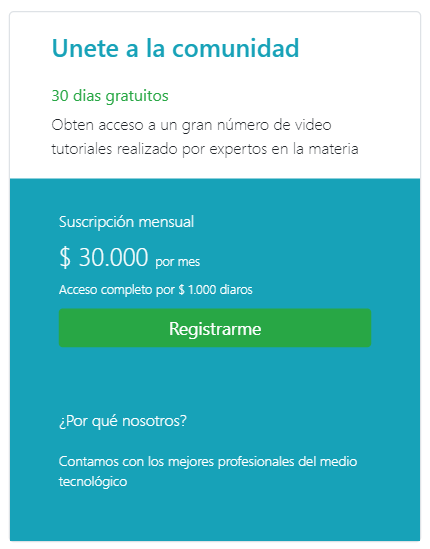 Unete a la comunidad
30 dias gratuitos
Obten acceso a un gran número de video
tutoriales realizado por expertos en la materia
Suscripción mensual
$ 30.000 por mes
Acceso completo por $ 1.000 diaros
Registrarme
¿Por qué nosotros?
Contamos con los mejores profesionales del medio
tecnológico